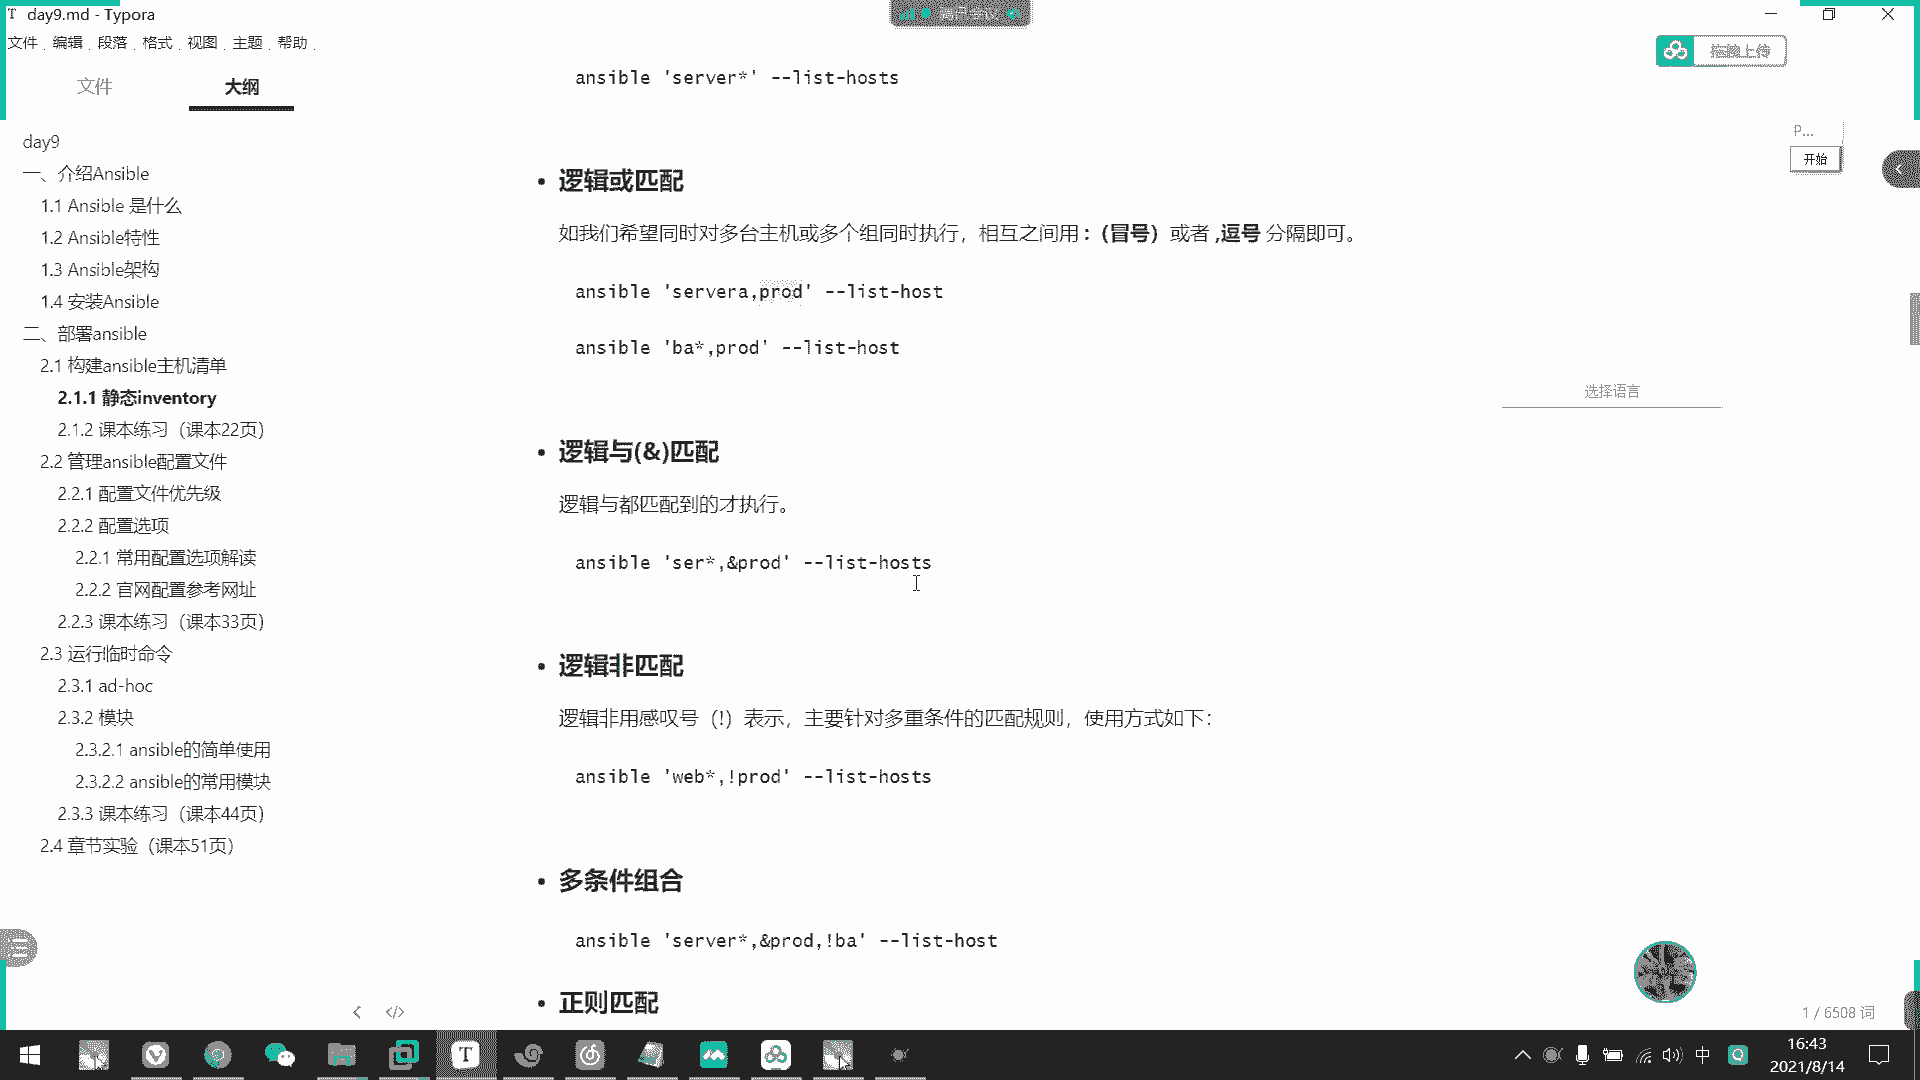 day9.md - Typora
腾讯会议
文件 编辑 段落 格式 视图 主题 帮助
拖拽上传
文件 大纲
day9
一、介绍Ansible
1.1 Ansible 是什么
1.2 Ansible特性
1.3 Ansible架构
1.4 安装Ansible
二、部署ansible
2.1 构建ansible主机清单
2.1.1 静态inventory
2.1.2 课本练习（课本22页）
2.2 管理ansible配置文件
2.2.1 配置文件优先级
2.2.2 配置选项
2.2.1 常用配置选项解读
2.2.2 官网配置参考网址
2.2.3 课本练习（课本33页）
2.3 运行临时命令
2.3.1 ad-hoc
2.3.2 模块
2.3.2.1 ansible的简单使用
2.3.2.2 ansible的常用模块
2.3.3 课本练习（课本44页）
2.4 章节实验（课本51页）
ansible 'server*' --list-hosts
• 逻辑或匹配
如我们希望同时对多台主机或多个组同时执行，相互之间用 :（冒号）或者 ,逗号 分隔即可。
ansible 'servera,prod' --list-host
ansible 'ba*,prod' --list-host
• 逻辑与(&)匹配
逻辑与都匹配到的才执行。
ansible 'ser*,&prod' --list-hosts
• 逻辑非匹配
逻辑非用感叹号（!）表示，主要针对多重条件的匹配规则，使用方式如下：
ansible 'web*,!prod' --list-hosts
• 多条件组合
ansible 'server*,&prod,!ba' --list-host
• 正则匹配
P...
开始
选择语言
1 / 6508 词
中
16:43
2021/8/14